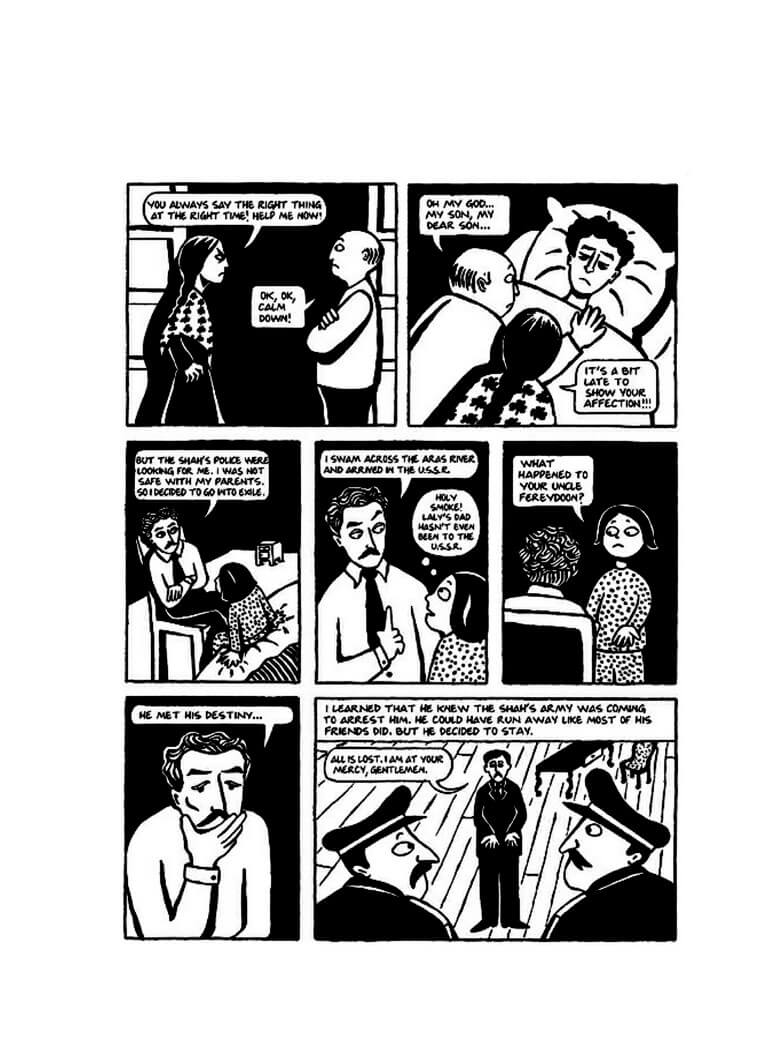 YOU ALWAYS SAY THE RIGHT THING
AT THE RIGHT TIME! HELP ME NOW!
OK, OK,
CALM
DOWN!
OH MY GOD...
MY SON, MY
DEAR SON...
IT'S A BIT
LATE TO
SHOW YOUR
AFFECTION!!!
BUT THE SHAH'S POLICE WERE
LOOKING FOR ME. I WAS NOT
SAFE WITH MY PARENTS.
SO I DECIDED TO GO INTO EXILE.
I SWAM ACROSS THE ARAS RIVER
AND ARRIVED IN THE U.S.S.R.
HOLY
SMOKE!
LALY'S DAD
HASN'T EVEN
BEEN TO THE
U.S.S.R.
WHAT
HAPPENED TO
YOUR UNCLE
FEREYDOON?
HE MET HIS DESTINY...
I LEARNED THAT HE KNEW THE SHAH'S ARMY WAS COMING
TO ARREST HIM. HE COULD HAVE RUN AWAY LIKE MOST OF HIS
FRIENDS DID. BUT HE DECIDED TO STAY.
ALL IS LOST. I AM AT YOUR
MERCY, GENTLEMEN.